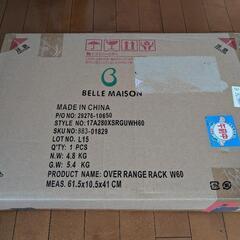 BELLE MAISON
MADE IN CHINA
P/O NO: 29276-10650
STYLE NO: 17A280XSRGUWH60
SKU NO: 883-01829
LOT NO. L15
Q'TY: 1 PCS
N.W: 4.8 KG
G.W: 5.4 KG
PRODUCT NAME: OVER RANGE RACK W60
MEAS. 61.5x10.5x41 CM